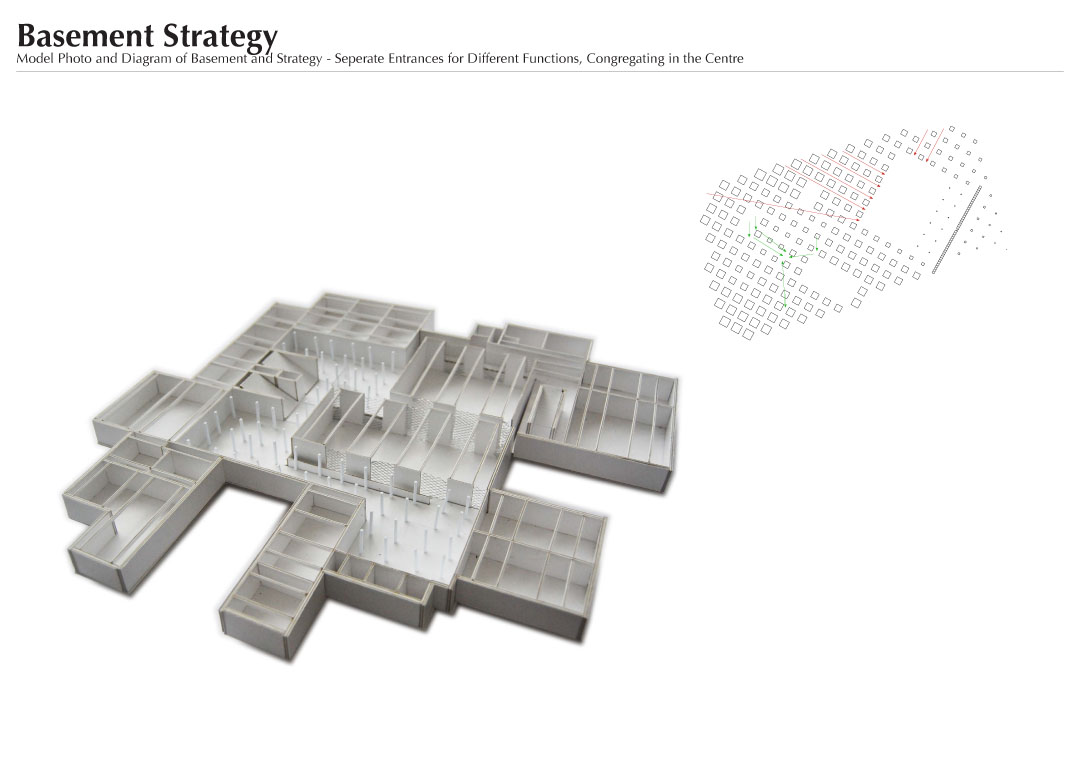 Basement Strategy
Model Photo and Diagram of Basement and Strategy - Seperate Entrances for Different Functions, Congregating in the Centre